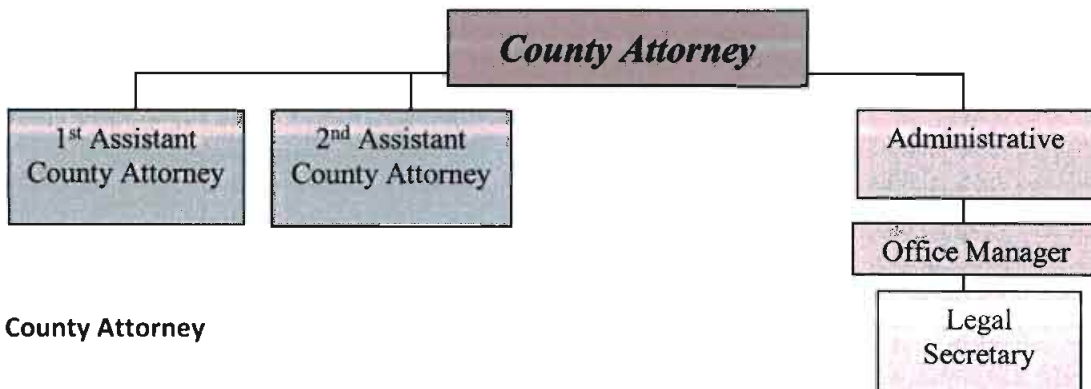 County Attorney
1st Assistant
County Attorney
2nd Assistant
County Attorney
Administrative
Office Manager
Legal
Secretary
County Attorney